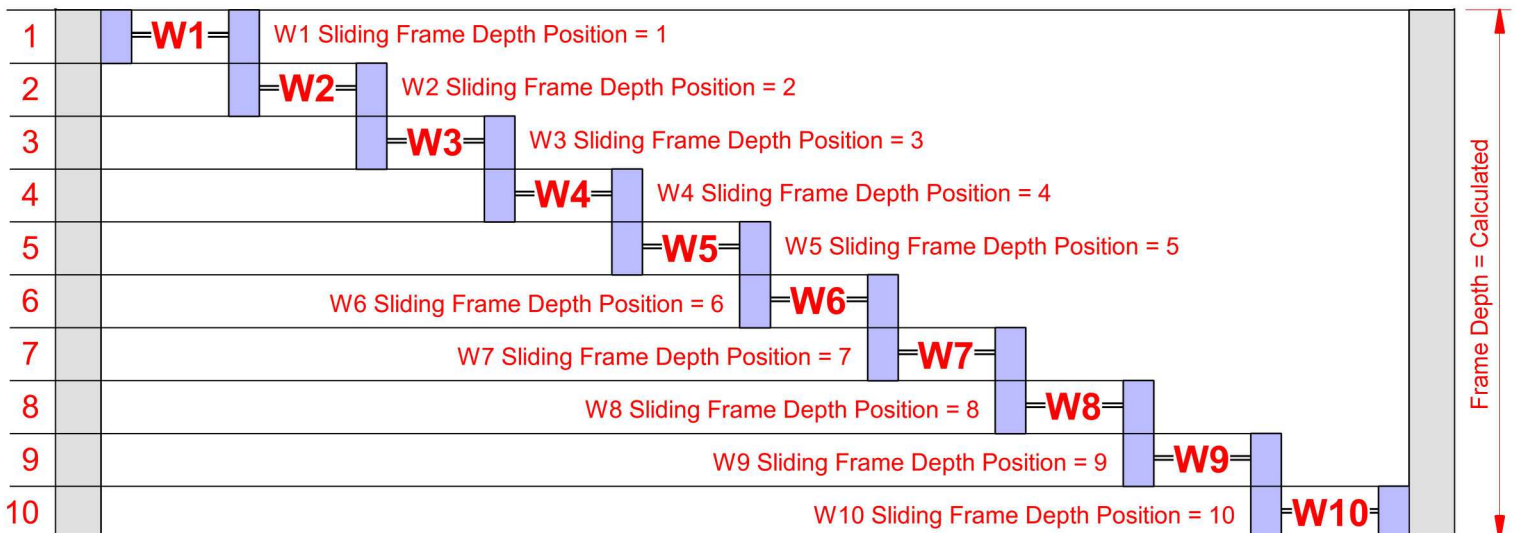 1 W1 W1 Sliding Frame Depth Position = 1
2 W2 W2 Sliding Frame Depth Position = 2
3 W3 W3 Sliding Frame Depth Position = 3
4 W4 W4 Sliding Frame Depth Position = 4
5 W5 W5 Sliding Frame Depth Position = 5
6 W6 Sliding Frame Depth Position = 6 W6
7 W7 Sliding Frame Depth Position = 7 W7
8 W8 Sliding Frame Depth Position = 8 W8
9 W9 Sliding Frame Depth Position = 9 W9
10 W10 Sliding Frame Depth Position = 10 W10
Frame Depth = Calculated